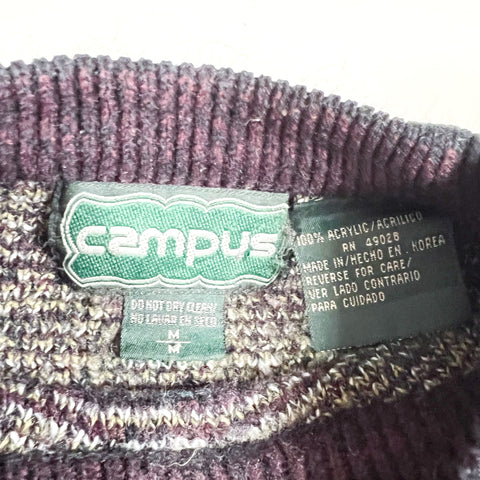 campus
DO NOT DRY CLEAN
NO LAVAR EN SECO
M
M
100% ACRYLIC/ACRILICO
RN 49028
MADE IN/HECHO EN. KOREA
REVERSE FOR CARE/
VER LADO CONTRARIO
PARA CUIDADO